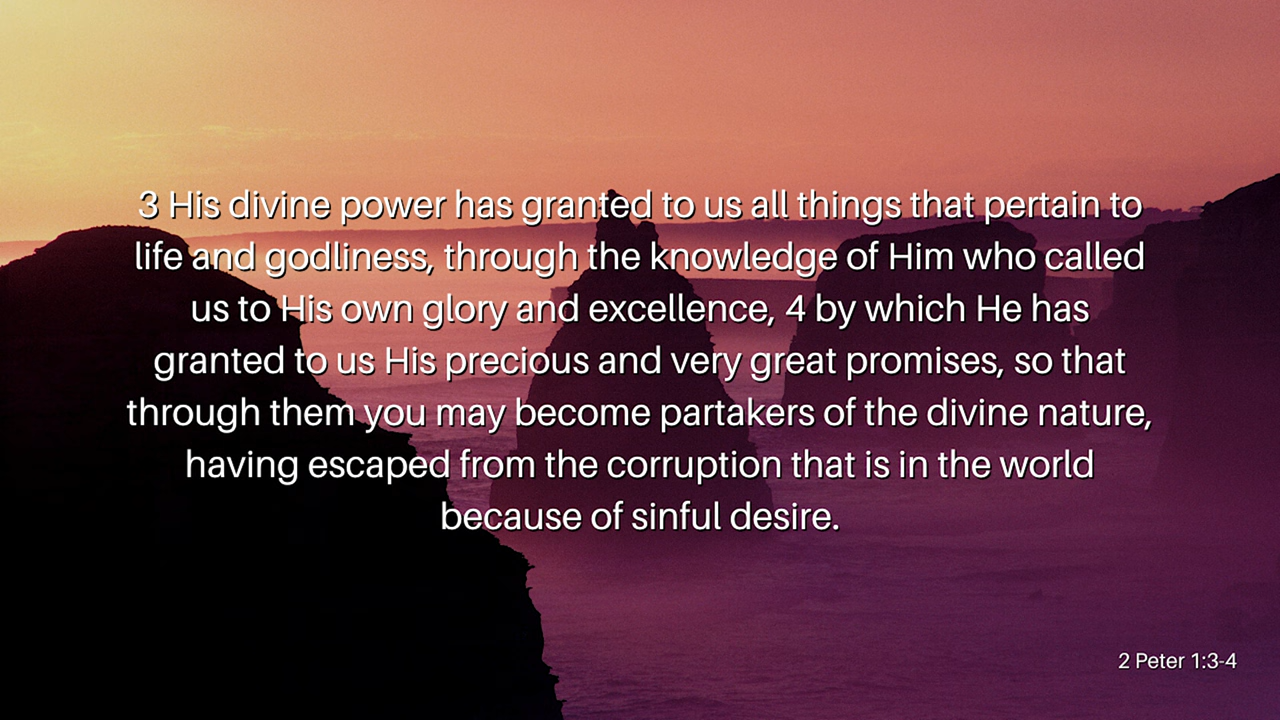 3 His divine power has granted to us all things that pertain to
life and godliness, through the knowledge of Him who called
us to His own glory and excellence, 4 by which He has
granted to us His precious and very great promises, so that
through them you may become partakers of the divine nature,
having escaped from the corruption that is in the world
because of sinful desire.
2 Peter 1:3-4